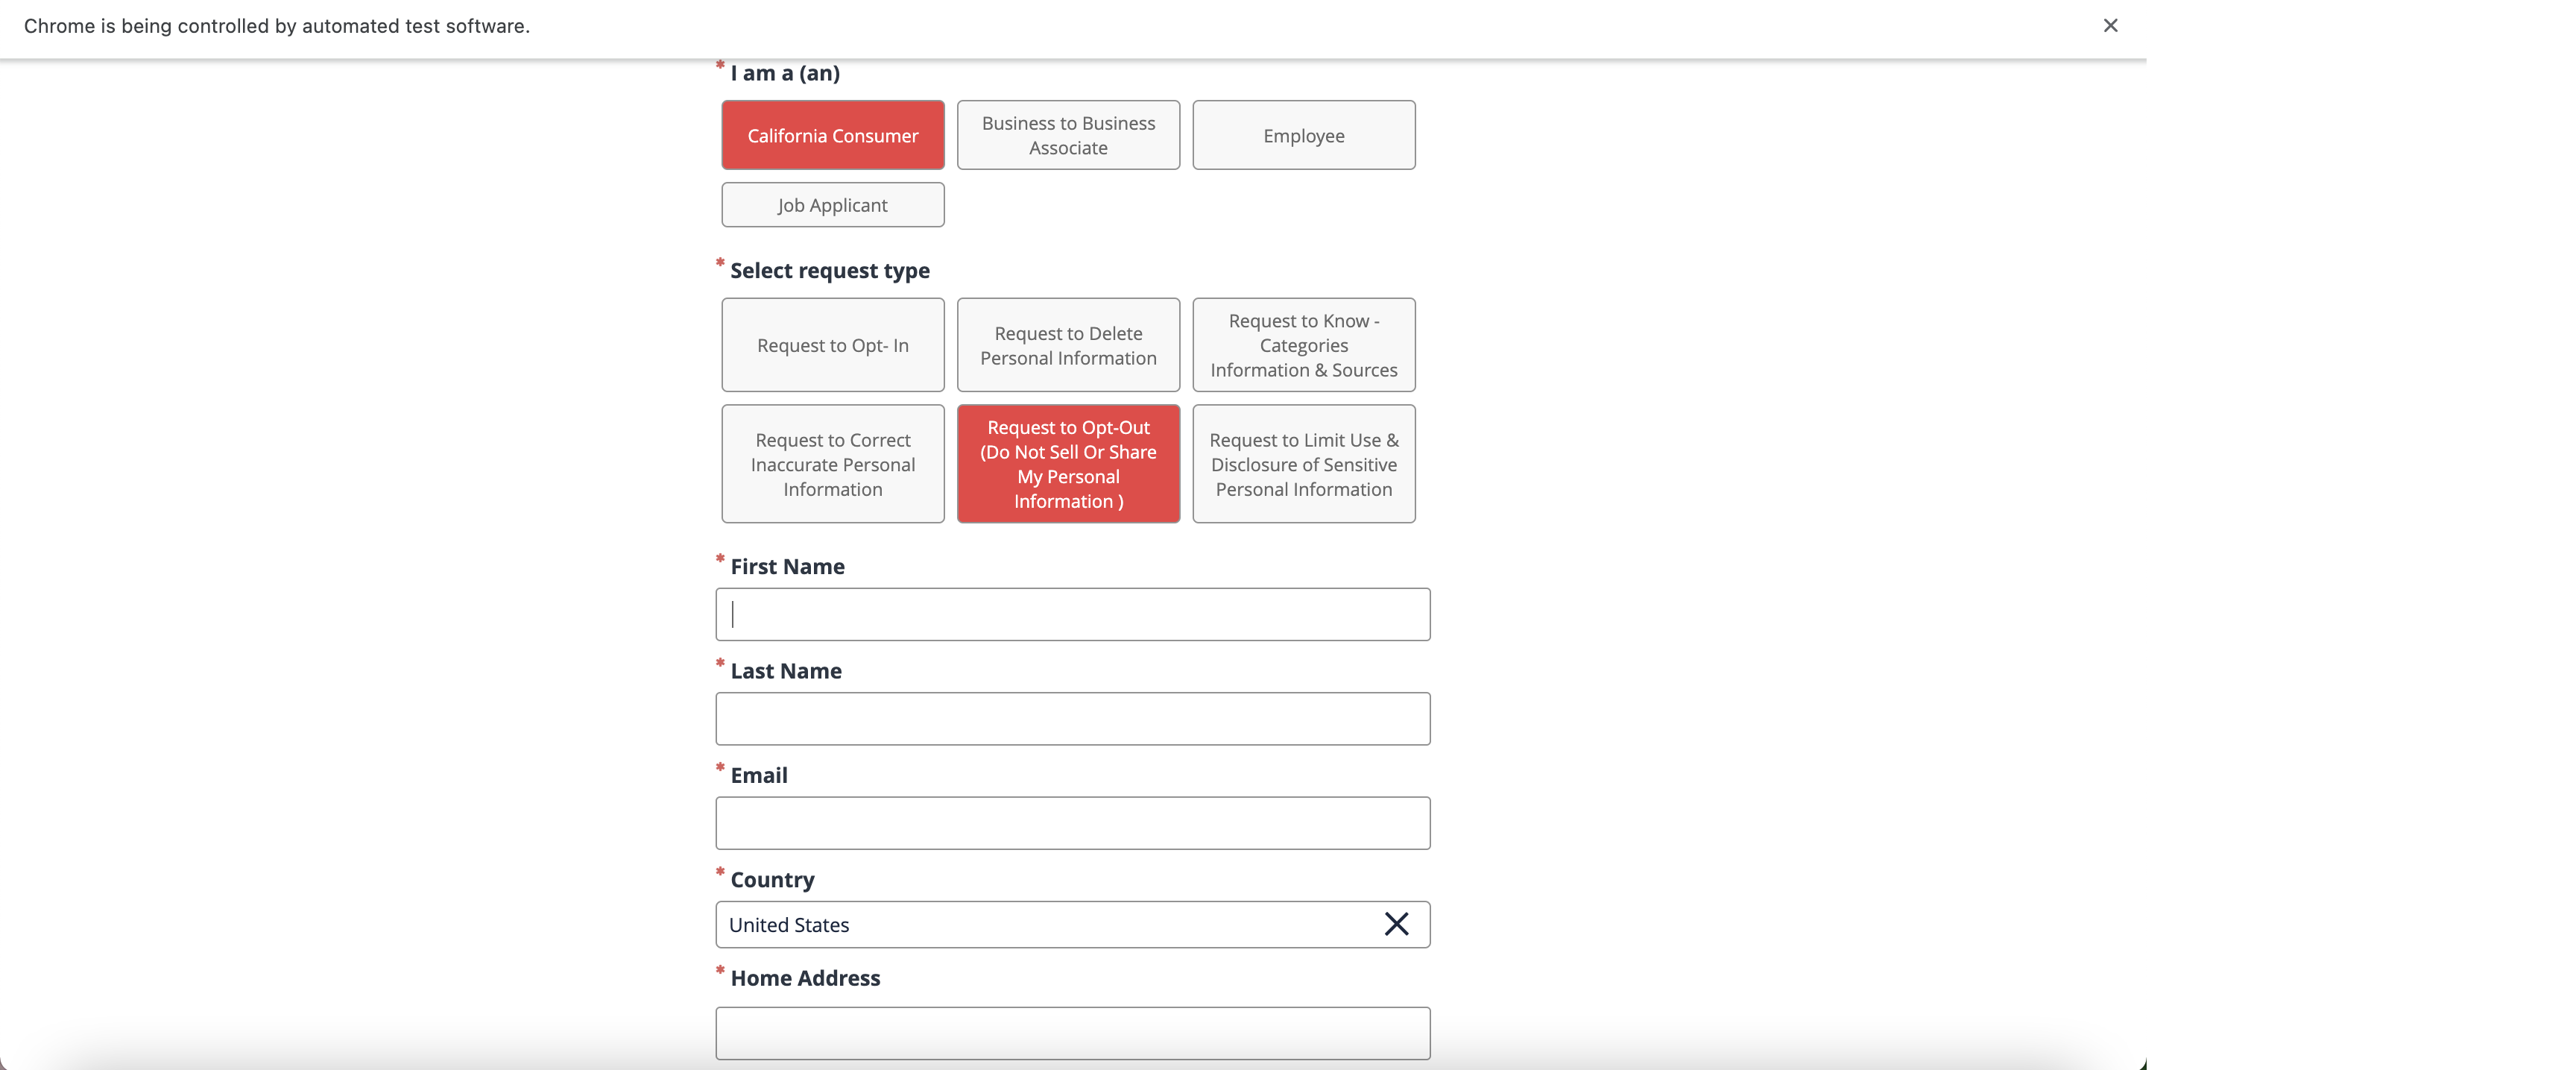 Chrome is being controlled by automated test software.
* I am a (an)
California Consumer
Business to Business
Associate
Employee
Job Applicant
* Select request type
Request to Opt- In
Request to Delete
Personal Information
Request to Know -
Categories
Information & Sources
Request to Correct
Inaccurate Personal
Information
Request to Opt-Out
(Do Not Sell Or Share
My Personal
Information )
Request to Limit Use &
Disclosure of Sensitive
Personal Information
* First Name
* Last Name
* Email
* Country
United States
* Home Address